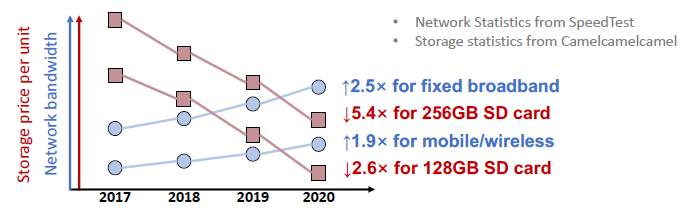 • Network Statistics from SpeedTest
• Storage statistics from Camelcamelcamel
Storage price per unit
Network bandwidth
↑2.5× for fixed broadband
↓5.4× for 256GB SD card
↑1.9× for mobile/wireless
↓2.6× for 128GB SD card
2017 2018 2019 2020